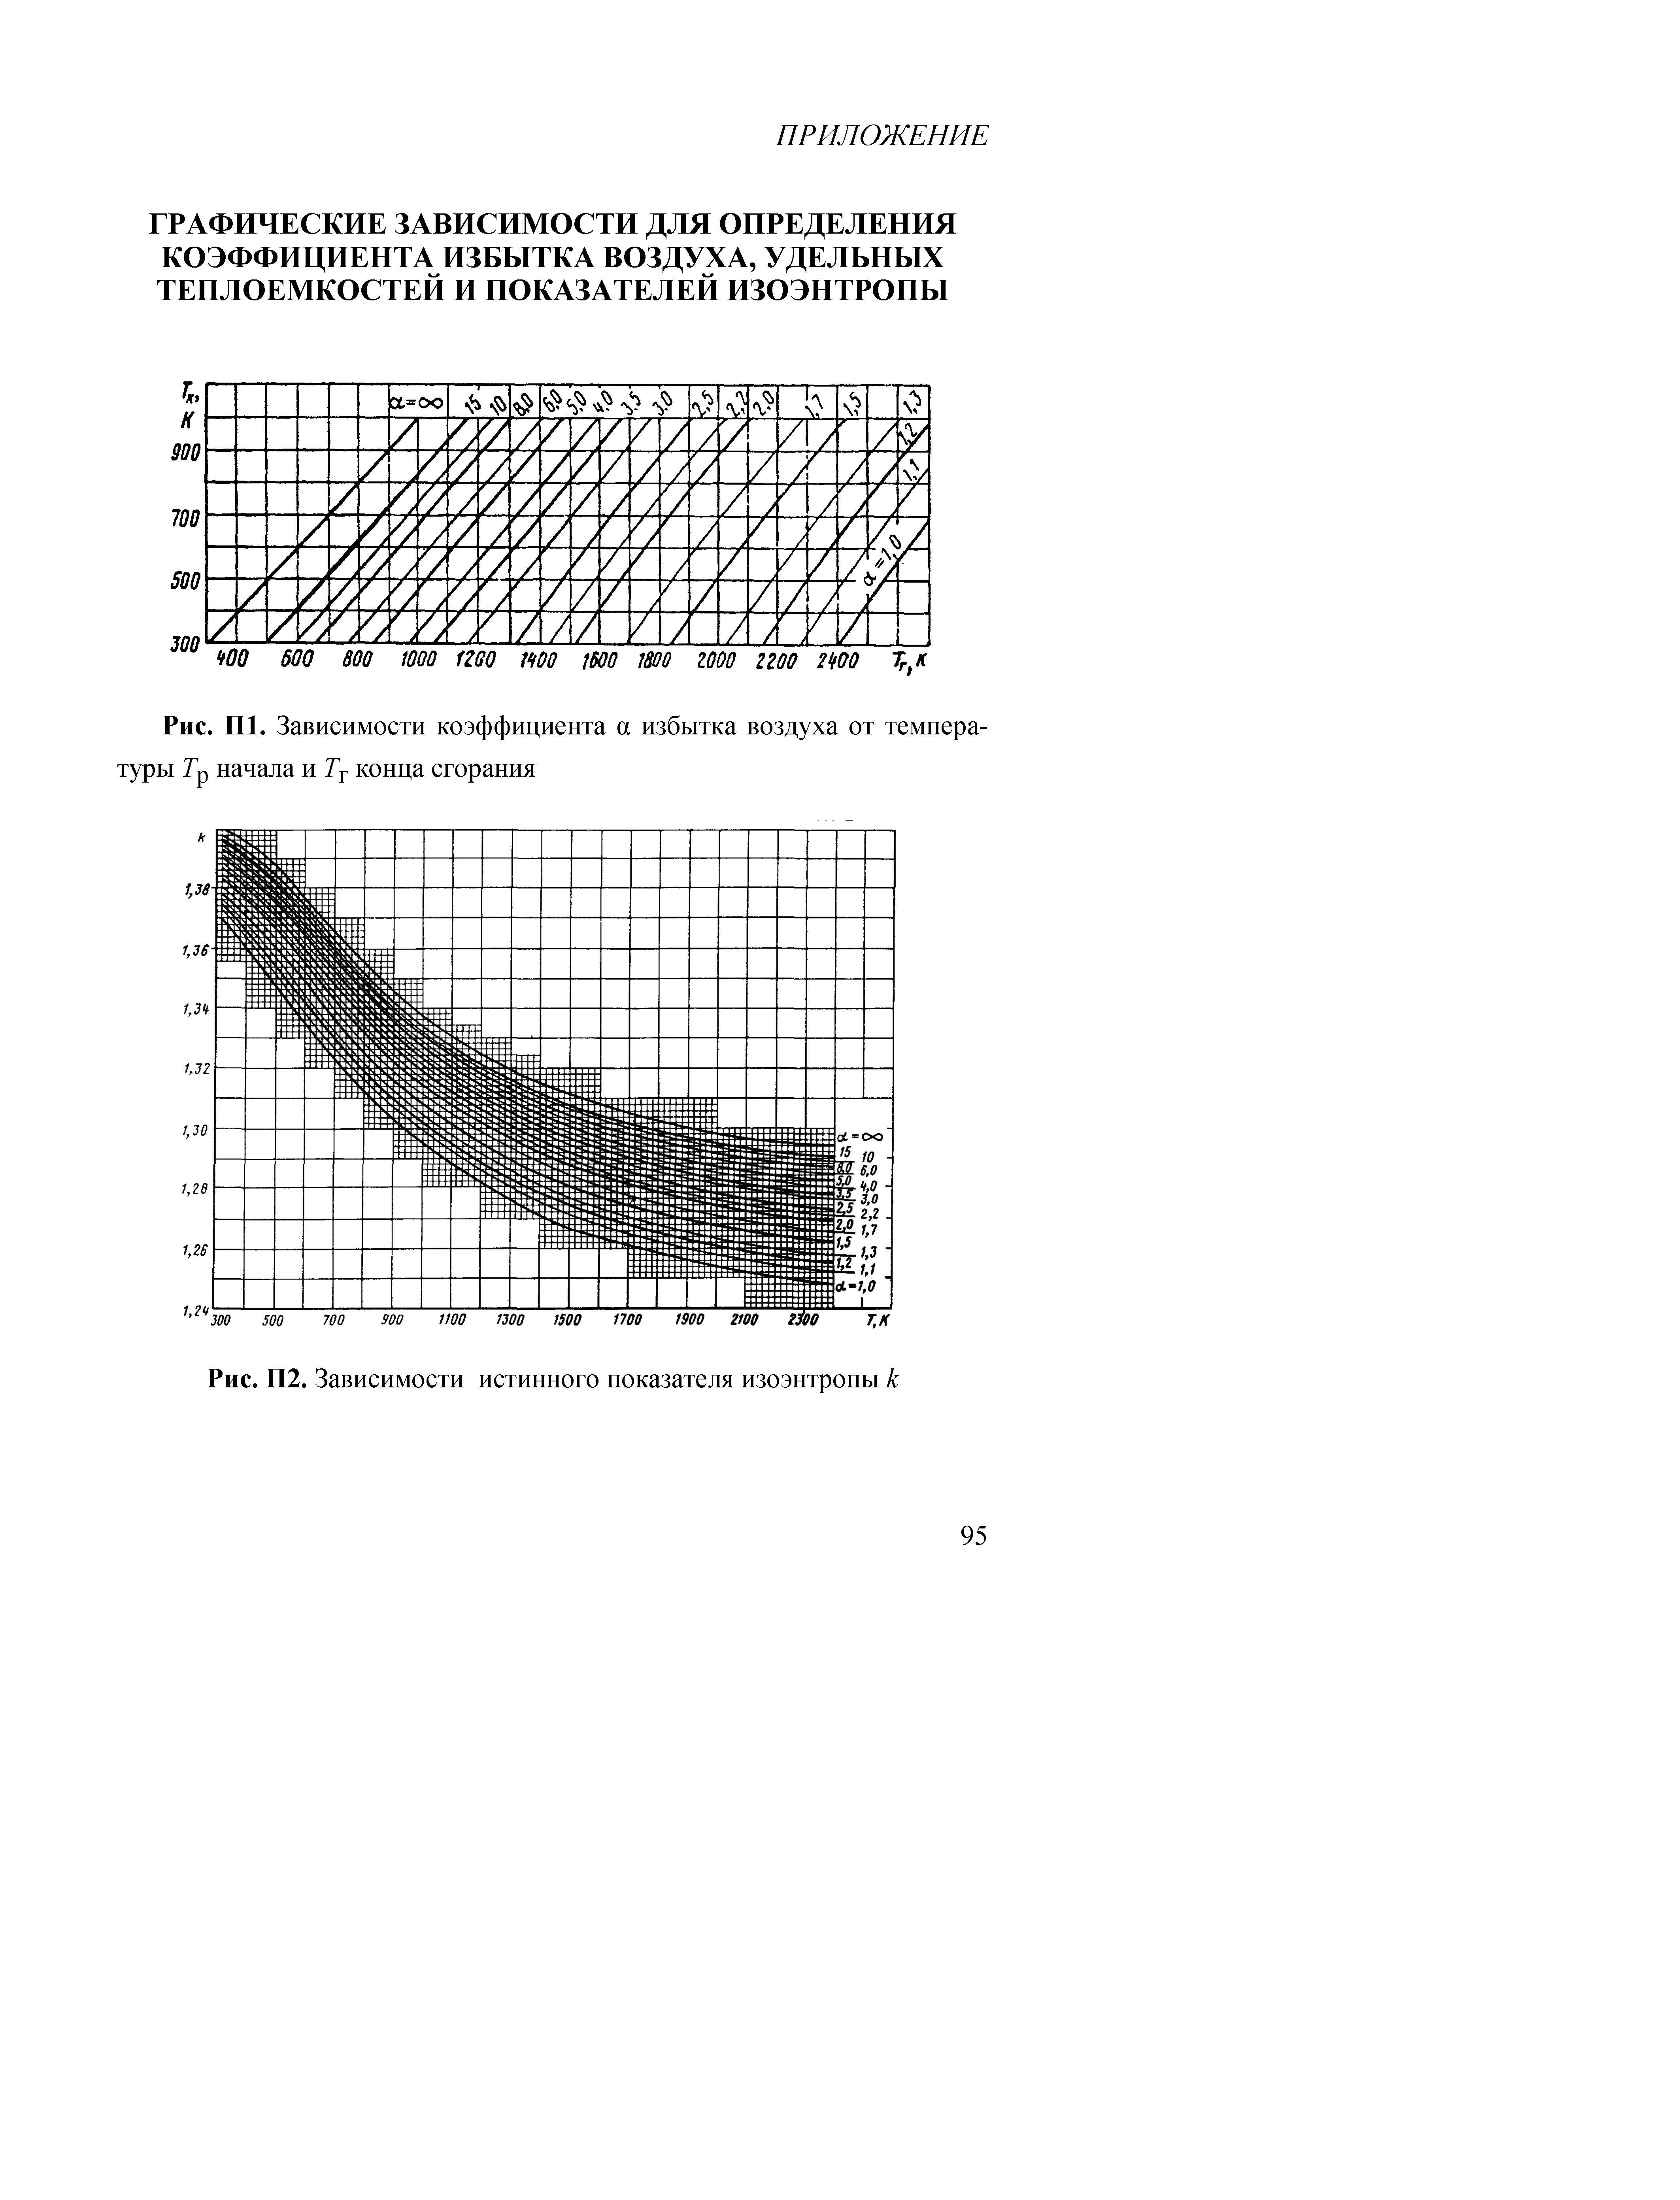 ПРИЛОЖЕНИЕ
ГРАФИЧЕСКИЕ ЗАВИСИМОСТИ ДЛЯ ОПРЕДЕЛЕНИЯ
КОЭФФИЦИЕНТА ИЗБЫТКА ВОЗДУХА, УДЕЛЬНЫХ
ТЕПЛОЕМКОСТЕЙ И ПОКАЗАТЕЛЕЙ ИЗОЭНТРОПЫ
Tк, К
α=∞ 15 10 8,0 6,0 5,0 4,0 3,5 3,0 2,5 2,2 2,0 1,7 1,5 1,3
1,2
900
1,1
700
α=1,0
500
300
400 600 800 1000 1200 1400 1600 1800 2000 2200 2400 Tг, К
Рис. П1. Зависимости коэффициента α избытка воздуха от темпера-
туры Tр начала и Tг конца сгорания
k
1,38
1,36
1,34
1,32
1,30
α=∞
15 10
8,0 6,0
5,0 4,0
1,28
3,5 3,0
2,5 2,2
2,0 1,7
1,5 1,3
1,26
1,2 1,1
α=1,0
1,24
300 500 700 900 1100 1300 1500 1700 1900 2100 2300 T, К
Рис. П2. Зависимости истинного показателя изоэнтропы k
95